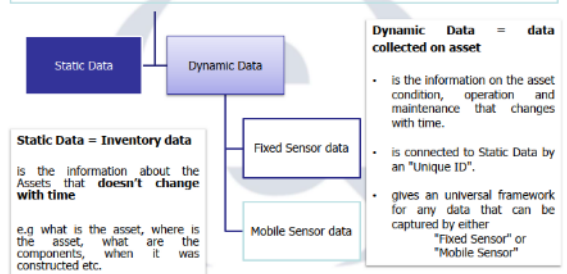 Static Data
Dynamic Data
Static Data = Inventory data
is the information about the
Assets that doesn't change
with time
e.g what is the asset, where is
the asset, what are the
components, when it was
constructed etc.
Fixed Sensor data
Mobile Sensor data
Dynamic Data = data
collected on asset
• is the information on the asset
condition, operation and
maintenance that changes
with time.
• is connected to Static Data by
an "Unique ID".
• gives an universal framework
for any data that can be
captured by either
"Fixed Sensor" or
"Mobile Sensor"